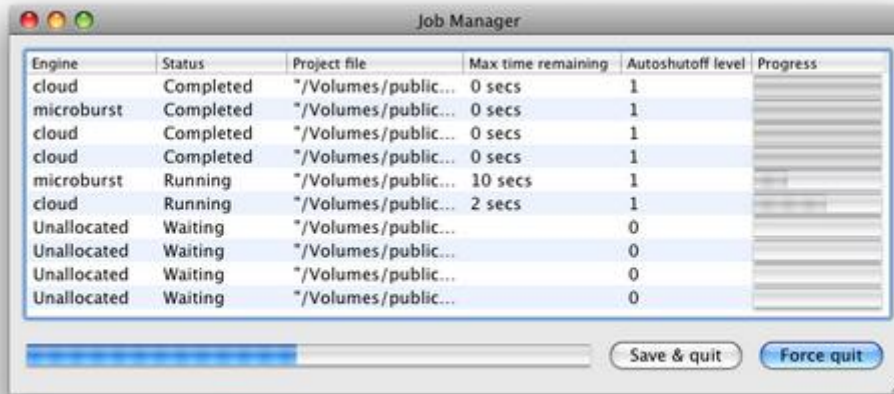 Job Manager
Engine Status Project file Max time remaining Autoshutoff level Progress
cloud Completed "/Volumes/public... 0 secs 1
microburst Completed "/Volumes/public... 0 secs 1
cloud Completed "/Volumes/public... 0 secs 1
cloud Completed "/Volumes/public... 0 secs 1
microburst Running "/Volumes/public... 10 secs 1
cloud Running "/Volumes/public... 2 secs 1
Unallocated Waiting "/Volumes/public... 0
Unallocated Waiting "/Volumes/public... 0
Unallocated Waiting "/Volumes/public... 0
Unallocated Waiting "/Volumes/public... 0
Save & quit Force quit